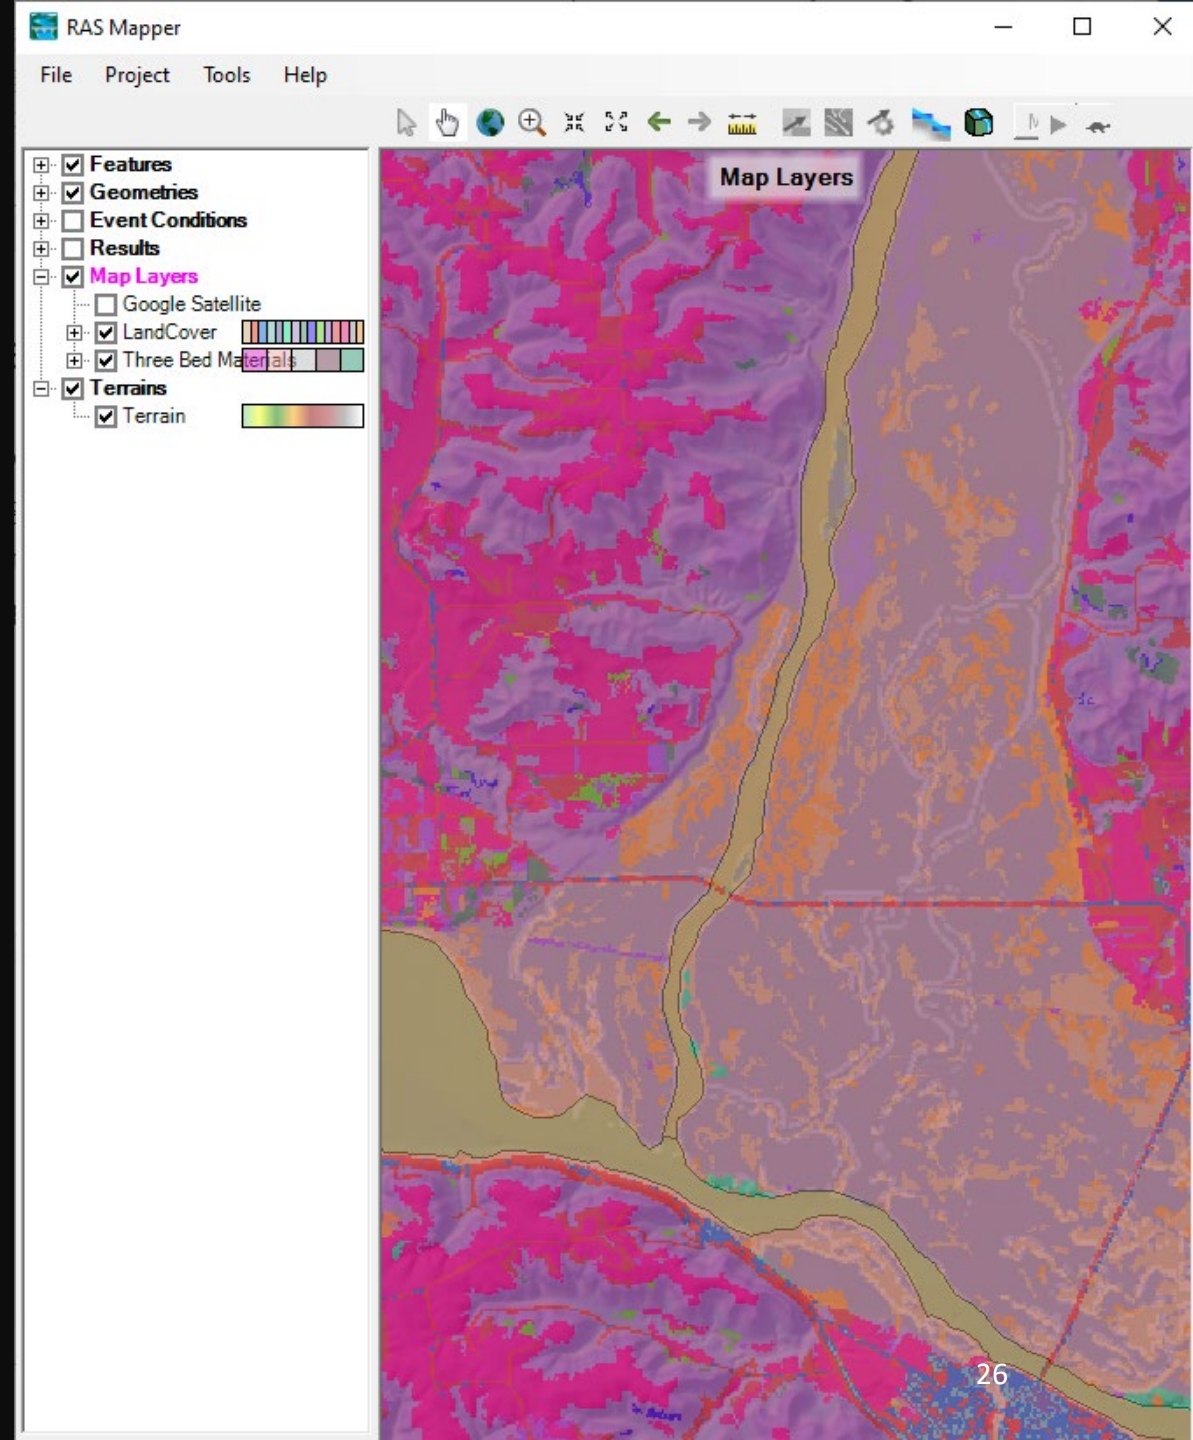 RAS Mapper
File Project Tools Help
Features
Geometries
Event Conditions
Results
Map Layers
Google Satellite
LandCover
Three Bed Materials
Terrains
Terrain
Map Layers
26